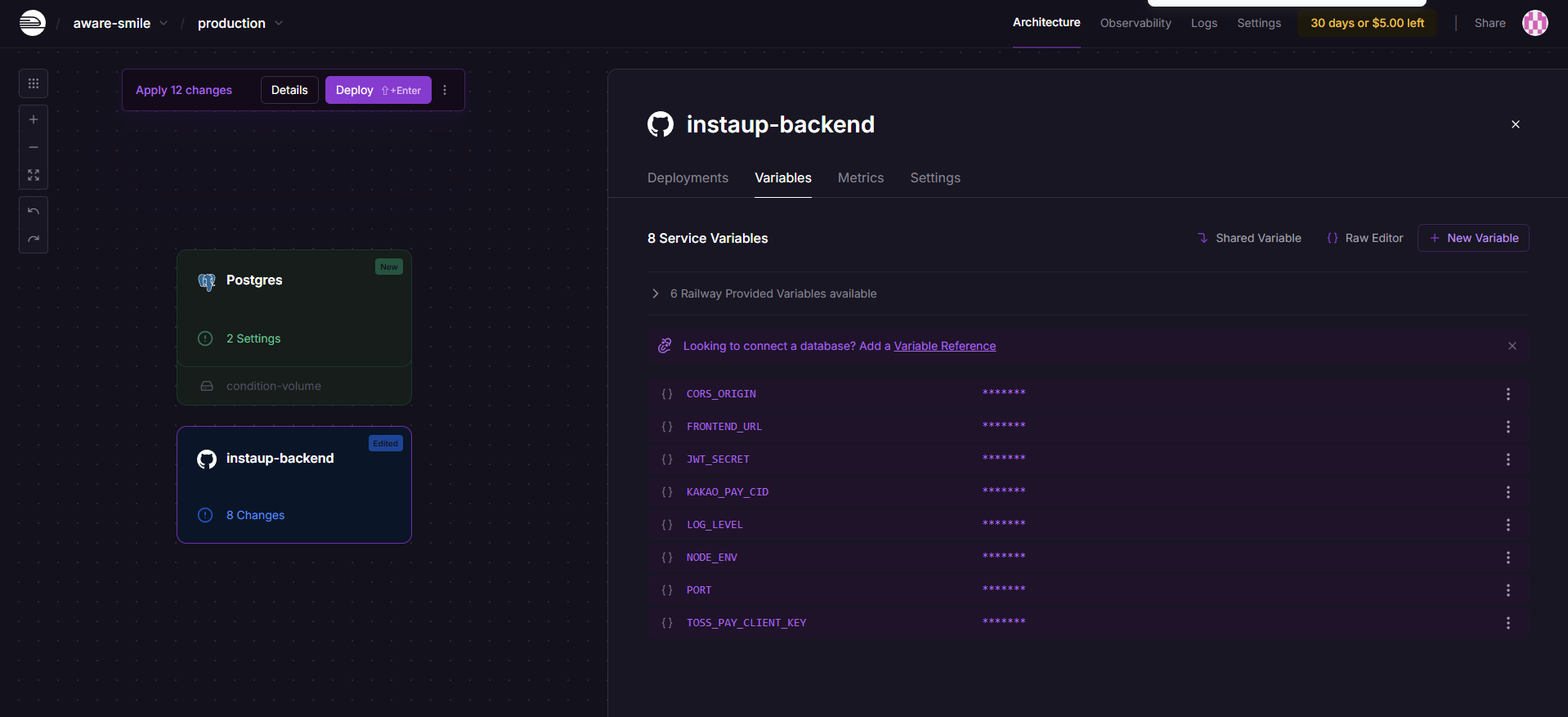 / aware-smile / production
Architecture Observability Logs Settings 30 days or $5.00 left Share
Apply 12 changes Details Deploy ⇧+Enter
Postgres New
2 Settings
condition-volume
instaup-backend Edited
8 Changes
instaup-backend
Deployments Variables Metrics Settings
8 Service Variables Shared Variable {} Raw Editor + New Variable
6 Railway Provided Variables available
Looking to connect a database? Add a Variable Reference
{} CORS_ORIGIN *******
{} FRONTEND_URL *******
{} JWT_SECRET *******
{} KAKAO_PAY_CID *******
{} LOG_LEVEL *******
{} NODE_ENV *******
{} PORT *******
{} TOSS_PAY_CLIENT_KEY *******